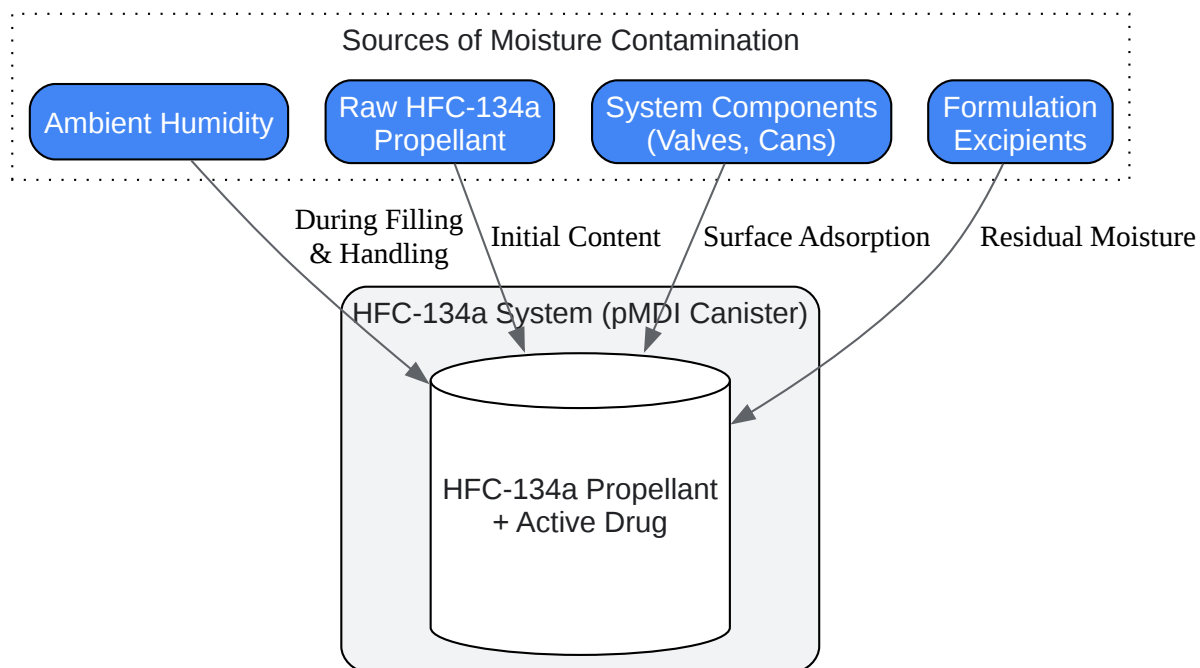 Sources of Moisture Contamination
Ambient Humidity
Raw HFC-134a
Propellant
System Components
(Valves, Cans)
Formulation
Excipients
During Filling
& Handling
Initial Content
Surface Adsorption
Residual Moisture
HFC-134a System (pMDI Canister)
HFC-134a Propellant
+ Active Drug